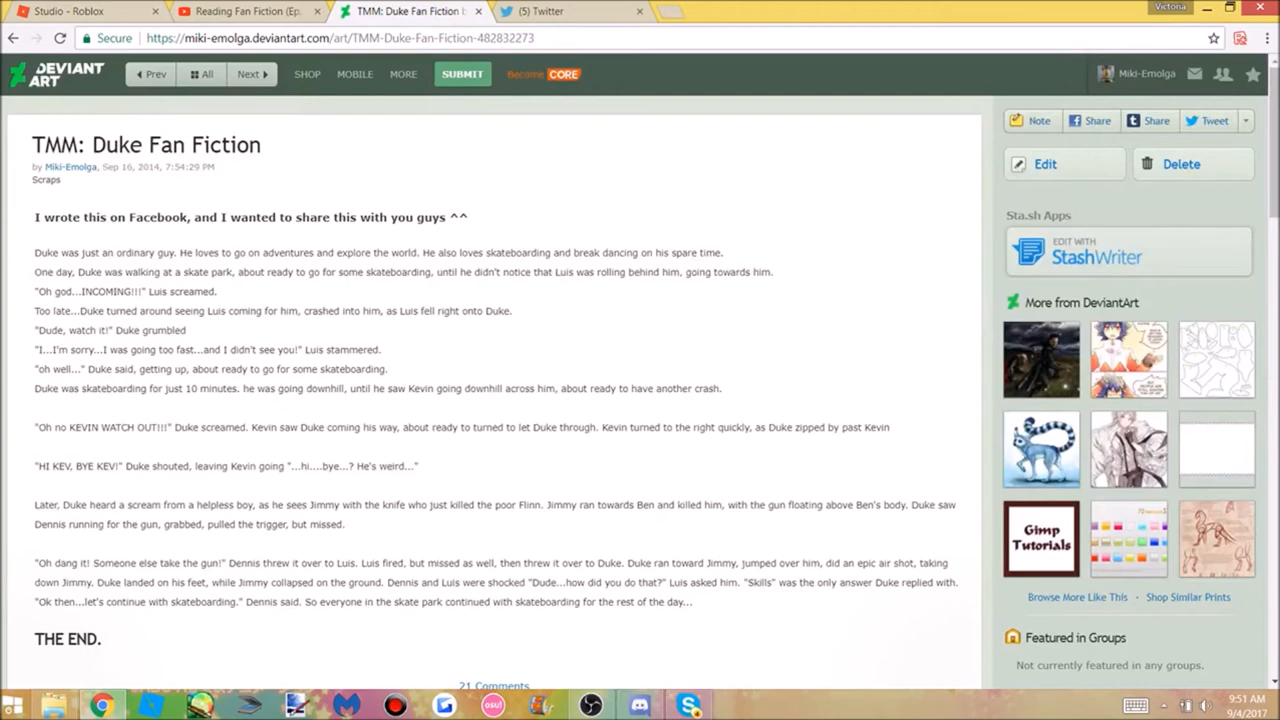 Studio - Roblox
Reading Fan Fiction (Ep.
TMM: Duke Fan Fiction b
(5) Twitter
Victoria
Secure
https://miki-emolga.deviantart.com/art/TMM-Duke-Fan-Fiction-482832273
DEVIANT ART
Prev
All
Next
SHOP
MOBILE
MORE
SUBMIT
Become CORE
Miki-Emolga
TMM: Duke Fan Fiction
by Miki-Emolga, Sep 16, 2014, 7:54:29 PM
Scraps
I wrote this on Facebook, and I wanted to share this with you guys ^^
Duke was just an ordinary guy. He loves to go on adventures and explore the world. He also loves skateboarding and break dancing on his spare time.
One day, Duke was walking at a skate park, about ready to go for some skateboarding, until he didn't notice that Luis was rolling behind him, going towards him.
"Oh god...INCOMING!!!" Luis screamed.
Too late...Duke turned around seeing Luis coming for him, crashed into him, as Luis fell right onto Duke.
"Dude, watch it!" Duke grumbled
"I...I'm sorry...I was going too fast...and I didn't see you!" Luis stammered.
"oh well..." Duke said, getting up, about ready to go for some skateboarding.
Duke was skateboarding for just 10 minutes. he was going downhill, until he saw Kevin going downhill across him, about ready to have another crash.
"Oh no KEVIN WATCH OUT!!!" Duke screamed. Kevin saw Duke coming his way, about ready to turned to let Duke through. Kevin turned to the right quickly, as Duke zipped by past Kevin
"HI KEV, BYE KEV!" Duke shouted, leaving Kevin going "...hi....bye...? He's weird..."
Later, Duke heard a scream from a helpless boy, as he sees Jimmy with the knife who just killed the poor Flinn. Jimmy ran towards Ben and killed him, with the gun floating above Ben's body. Duke saw
Dennis running for the gun, grabbed, pulled the trigger, but missed.
"Oh dang it! Someone else take the gun!" Dennis threw it over to Luis. Luis fired, but missed as well, then threw it over to Duke. Duke ran toward Jimmy, jumped over him, did an epic air shot, taking
down Jimmy. Duke landed on his feet, while Jimmy collapsed on the ground. Dennis and Luis were shocked "Dude...how did you do that?" Luis asked him. "Skills" was the only answer Duke replied with.
"Ok then...let's continue with skateboarding." Dennis said. So everyone in the skate park continued with skateboarding for the rest of the day...
THE END.
21 Comments
Note
Share
Share
Tweet
Edit
Delete
Sta.sh Apps
EDIT WITH
StashWriter
More from DeviantArt
Gimp
Tutorials
Browse More Like This · Shop Similar Prints
Featured in Groups
Not currently featured in any groups.
osu!
9:51 AM
9/4/2017